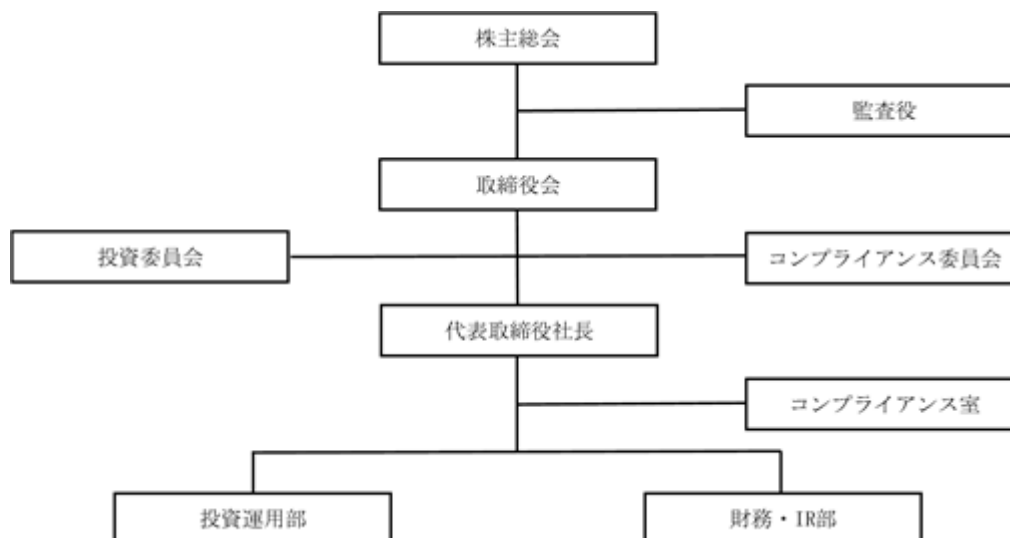 株主総会
監査役
取締役会
投資委員会
コンプライアンス委員会
代表取締役社長
コンプライアンス室
投資運用部
財務・IR部